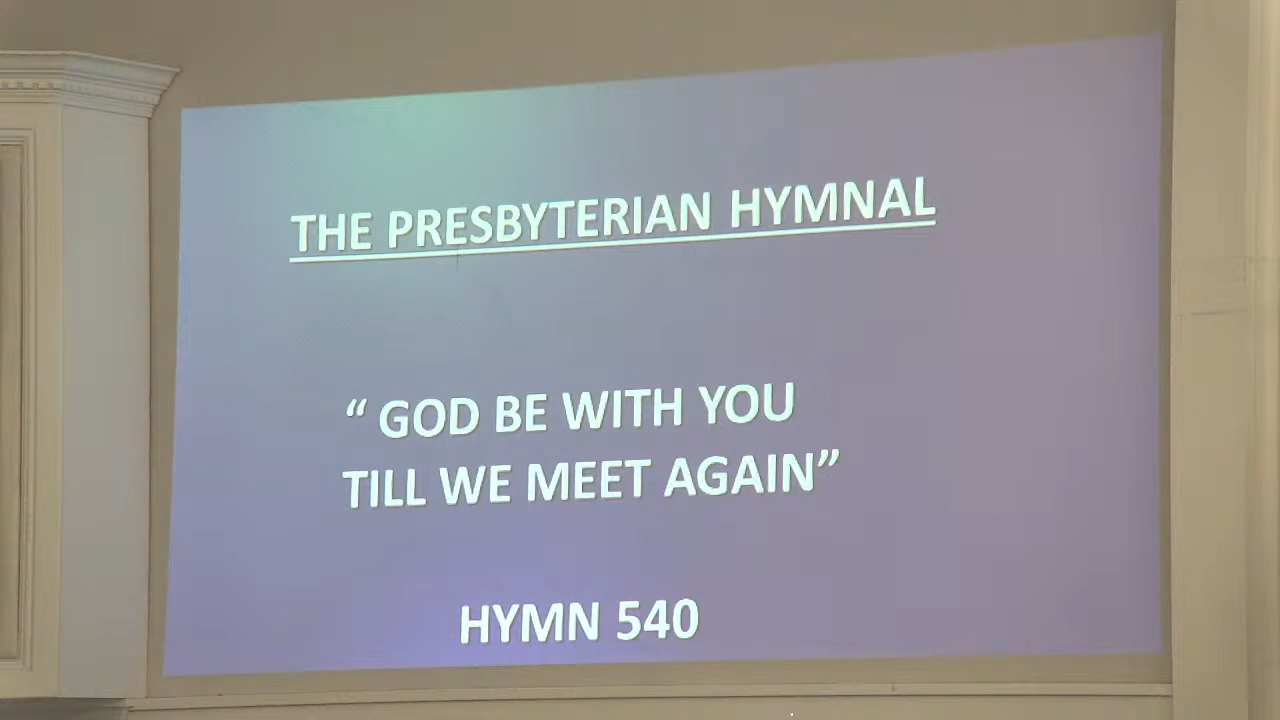 THE PRESBYTERIAN HYMNAL
“ GOD BE WITH YOU
TILL WE MEET AGAIN”
HYMN 540